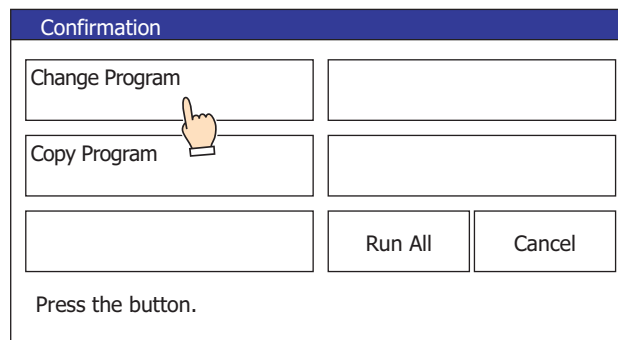 Confirmation
Change Program
Copy Program
Run All
Cancel
Press the button.